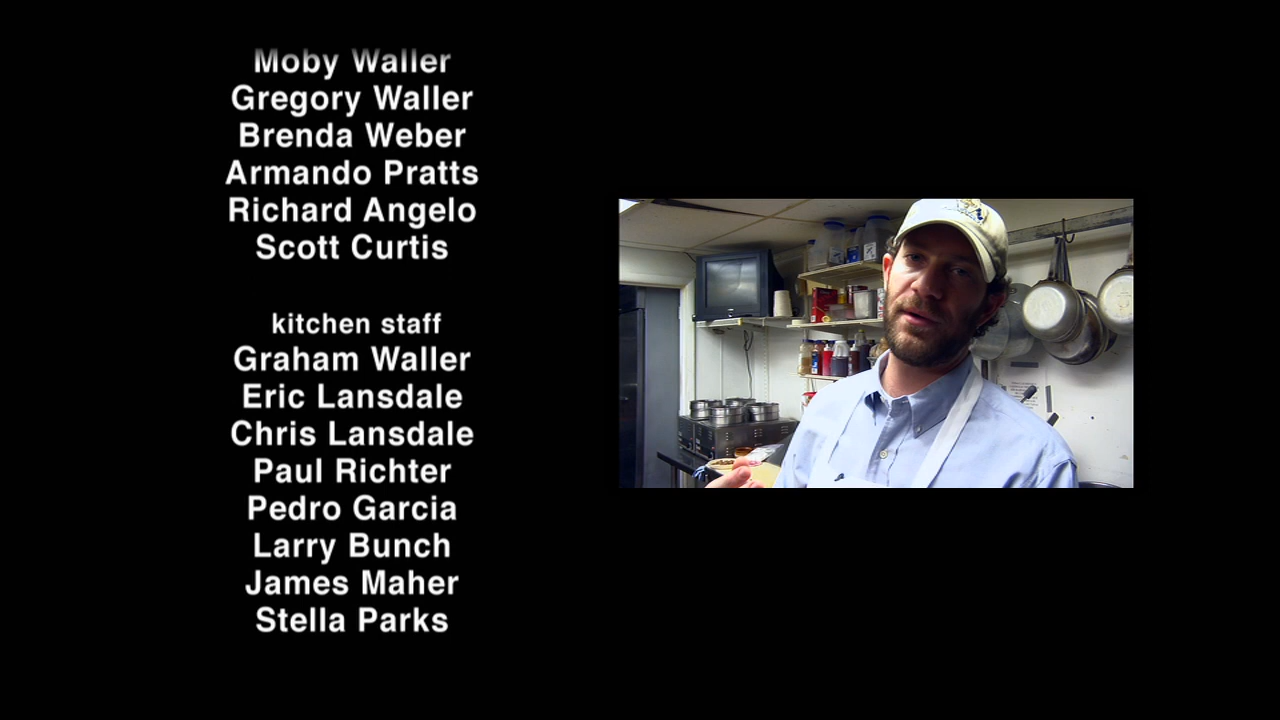 Moby Waller
Gregory Waller
Brenda Weber
Armando Pratts
Richard Angelo
Scott Curtis
kitchen staff
Graham Waller
Eric Lansdale
Chris Lansdale
Paul Richter
Pedro Garcia
Larry Bunch
James Maher
Stella Parks